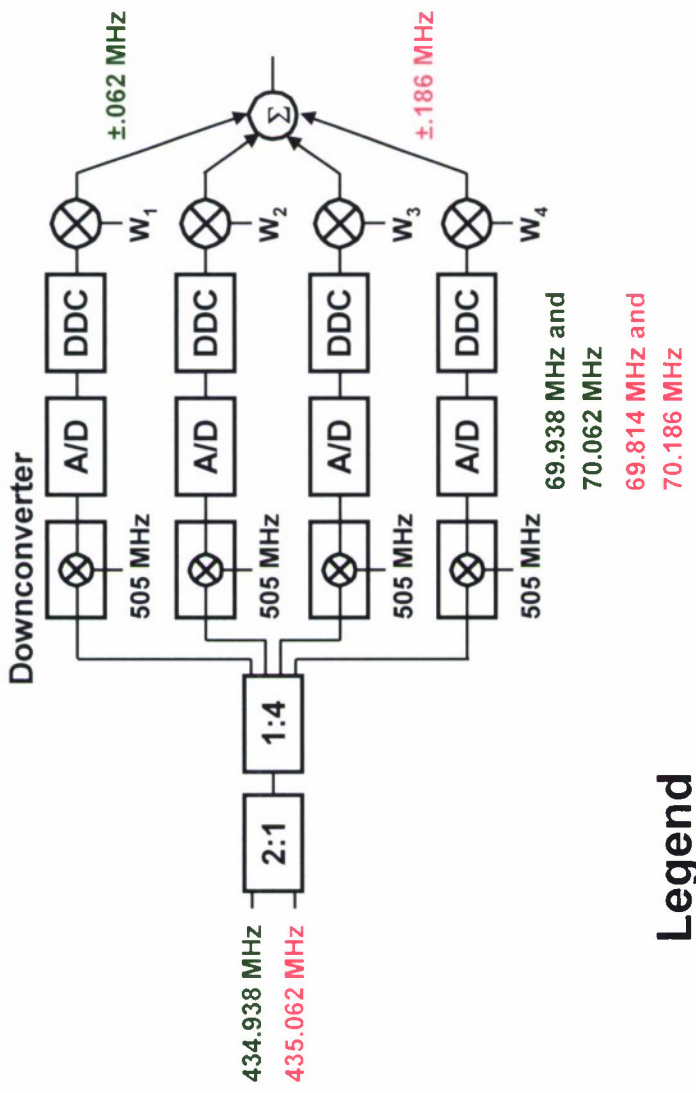 Downconverter
434.938 MHz
435.062 MHz
2:1
1:4
505 MHz
A/D
DDC
W1
505 MHz
A/D
DDC
W2
505 MHz
A/D
DDC
W3
505 MHz
A/D
DDC
W4
Σ
±.062 MHz
±.186 MHz
69.938 MHz and
70.062 MHz
69.814 MHz and
70.186 MHz
Legend